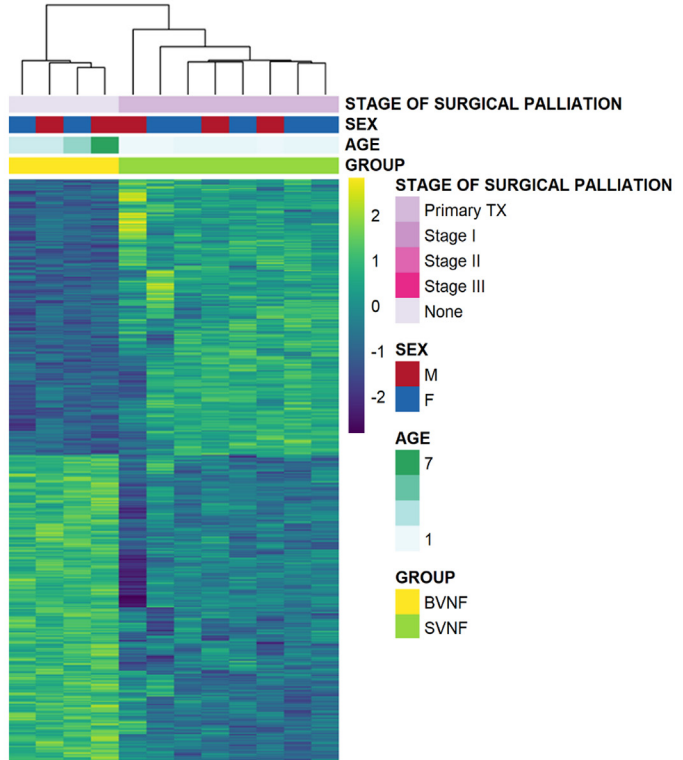 STAGE OF SURGICAL PALLIATION
SEX
AGE
GROUP
2
1
0
-1
-2
STAGE OF SURGICAL PALLIATION
Primary TX
Stage I
Stage II
Stage III
None
SEX
M
F
AGE
7
1
GROUP
BVNF
SVNF